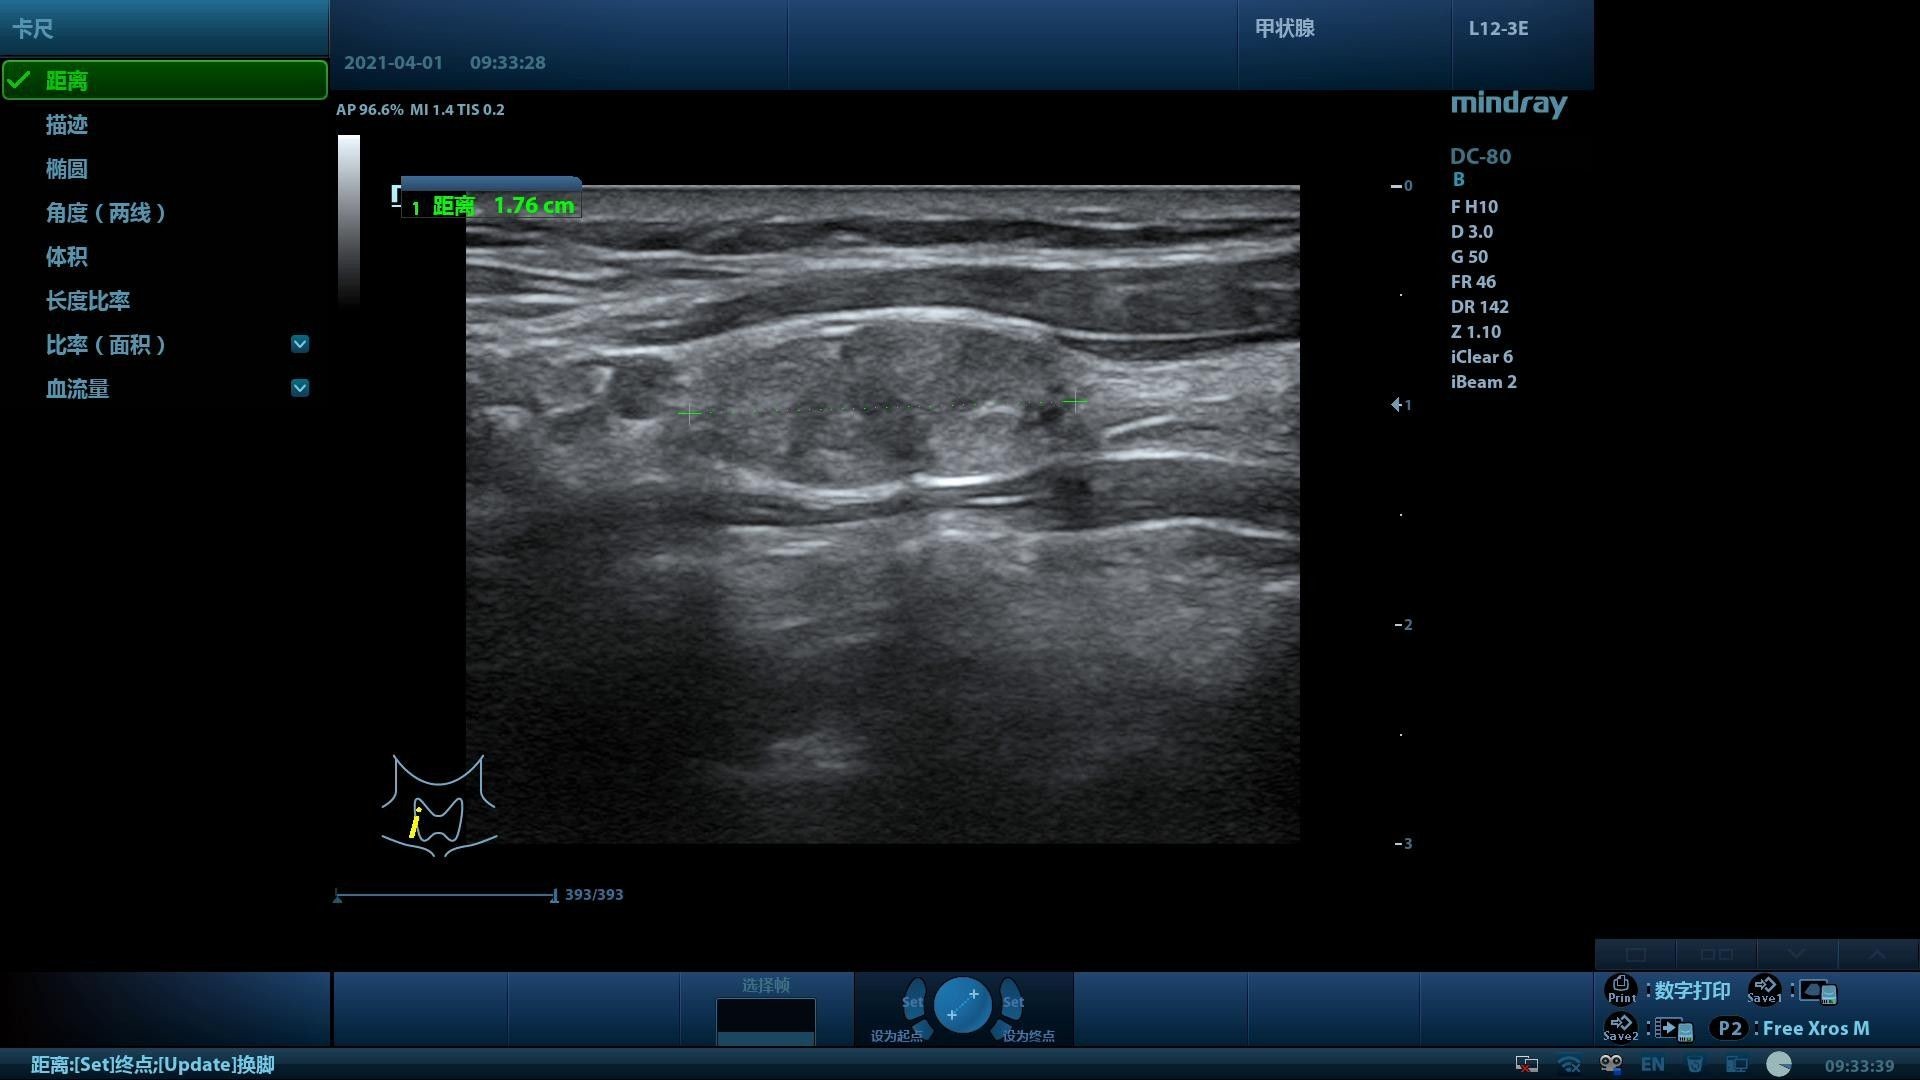 卡尺
甲状腺
L12-3E
2021-04-01 09:33:28
距离
描迹
椭圆
角度（两线）
体积
长度比率
比率（面积）
血流量
AP 96.6% MI 1.4 TIS 0.2
mindray
DC-80
B
F H10
D 3.0
G 50
FR 46
DR 142
Z 1.10
iClear 6
iBeam 2
1 距离 1.76 cm
0
1
2
3
393/393
选择帧
Set
Set
设为起点
设为终点
Print : 数字打印
Save1 :
Save2 :
P2 : Free Xros M
距离:[Set]终点;[Update]换脚
EN
09:33:39